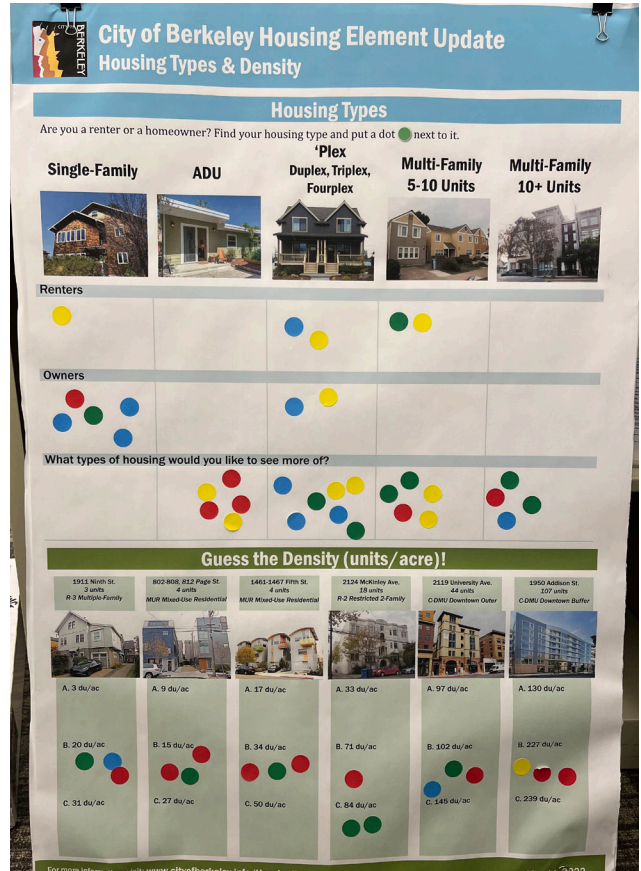 CITY OF
BERKELEY
City of Berkeley Housing Element Update
Housing Types & Density
Housing Types
Are you a renter or a homeowner? Find your housing type and put a dot next to it.
Single-Family
ADU
‘Plex
Duplex, Triplex,
Fourplex
Multi-Family
5-10 Units
Multi-Family
10+ Units
Renters
Owners
What types of housing would you like to see more of?
Guess the Density (units/acre)!
1911 Ninth St.
3 units
R-3 Multiple-Family
802-808, 812 Page St.
4 units
MUR Mixed-Use Residential
1461-1467 Fifth St.
4 units
MUR Mixed-Use Residential
2124 McKinley Ave.
18 units
R-2 Restricted 2-Family
2119 University Ave.
44 units
C-DMU Downtown Outer
1950 Addison St.
107 units
C-DMU Downtown Buffer
A. 3 du/ac
A. 9 du/ac
A. 17 du/ac
A. 33 du/ac
A. 97 du/ac
A. 130 du/ac
B. 20 du/ac
B. 15 du/ac
B. 34 du/ac
B. 71 du/ac
B. 102 du/ac
B. 227 du/ac
C. 31 du/ac
C. 27 du/ac
C. 50 du/ac
C. 84 du/ac
C. 145 du/ac
C. 239 du/ac